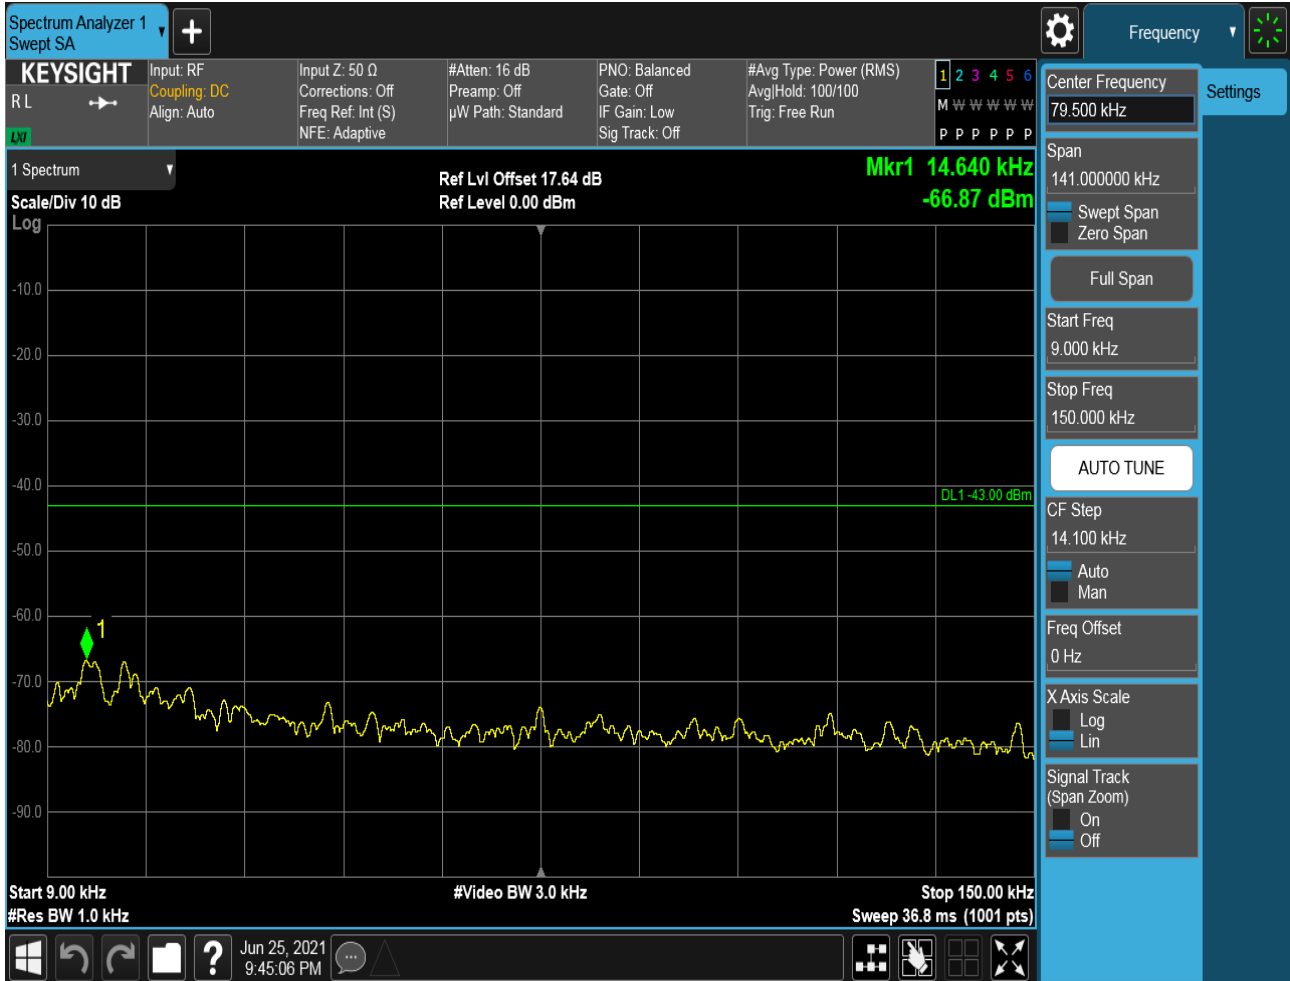 Spectrum Analyzer 1
Swept SA
+
Frequency
KEYSIGHT
R L
LXI
Input: RF
Coupling: DC
Align: Auto
Input Z: 50 Ω
Corrections: Off
Freq Ref: Int (S)
NFE: Adaptive
#Atten: 16 dB
Preamp: Off
µW Path: Standard
PNO: Balanced
Gate: Off
IF Gain: Low
Sig Track: Off
#Avg Type: Power (RMS)
Avg|Hold: 100/100
Trig: Free Run
1 2 3 4 5 6
M W W W W W
P P P P P P
1 Spectrum
Scale/Div 10 dB
Log
Ref Lvl Offset 17.64 dB
Ref Level 0.00 dBm
Mkr1 14.640 kHz
-66.87 dBm
-10.0
-20.0
-30.0
-40.0
DL1 -43.00 dBm
-50.0
-60.0
1
-70.0
-80.0
-90.0
Start 9.00 kHz
#Res BW 1.0 kHz
#Video BW 3.0 kHz
Stop 150.00 kHz
Sweep 36.8 ms (1001 pts)
Center Frequency
79.500 kHz
Settings
Span
141.000000 kHz
Swept Span
Zero Span
Full Span
Start Freq
9.000 kHz
Stop Freq
150.000 kHz
AUTO TUNE
CF Step
14.100 kHz
Auto
Man
Freq Offset
0 Hz
X Axis Scale
Log
Lin
Signal Track
(Span Zoom)
On
Off
?
Jun 25, 2021
9:45:06 PM